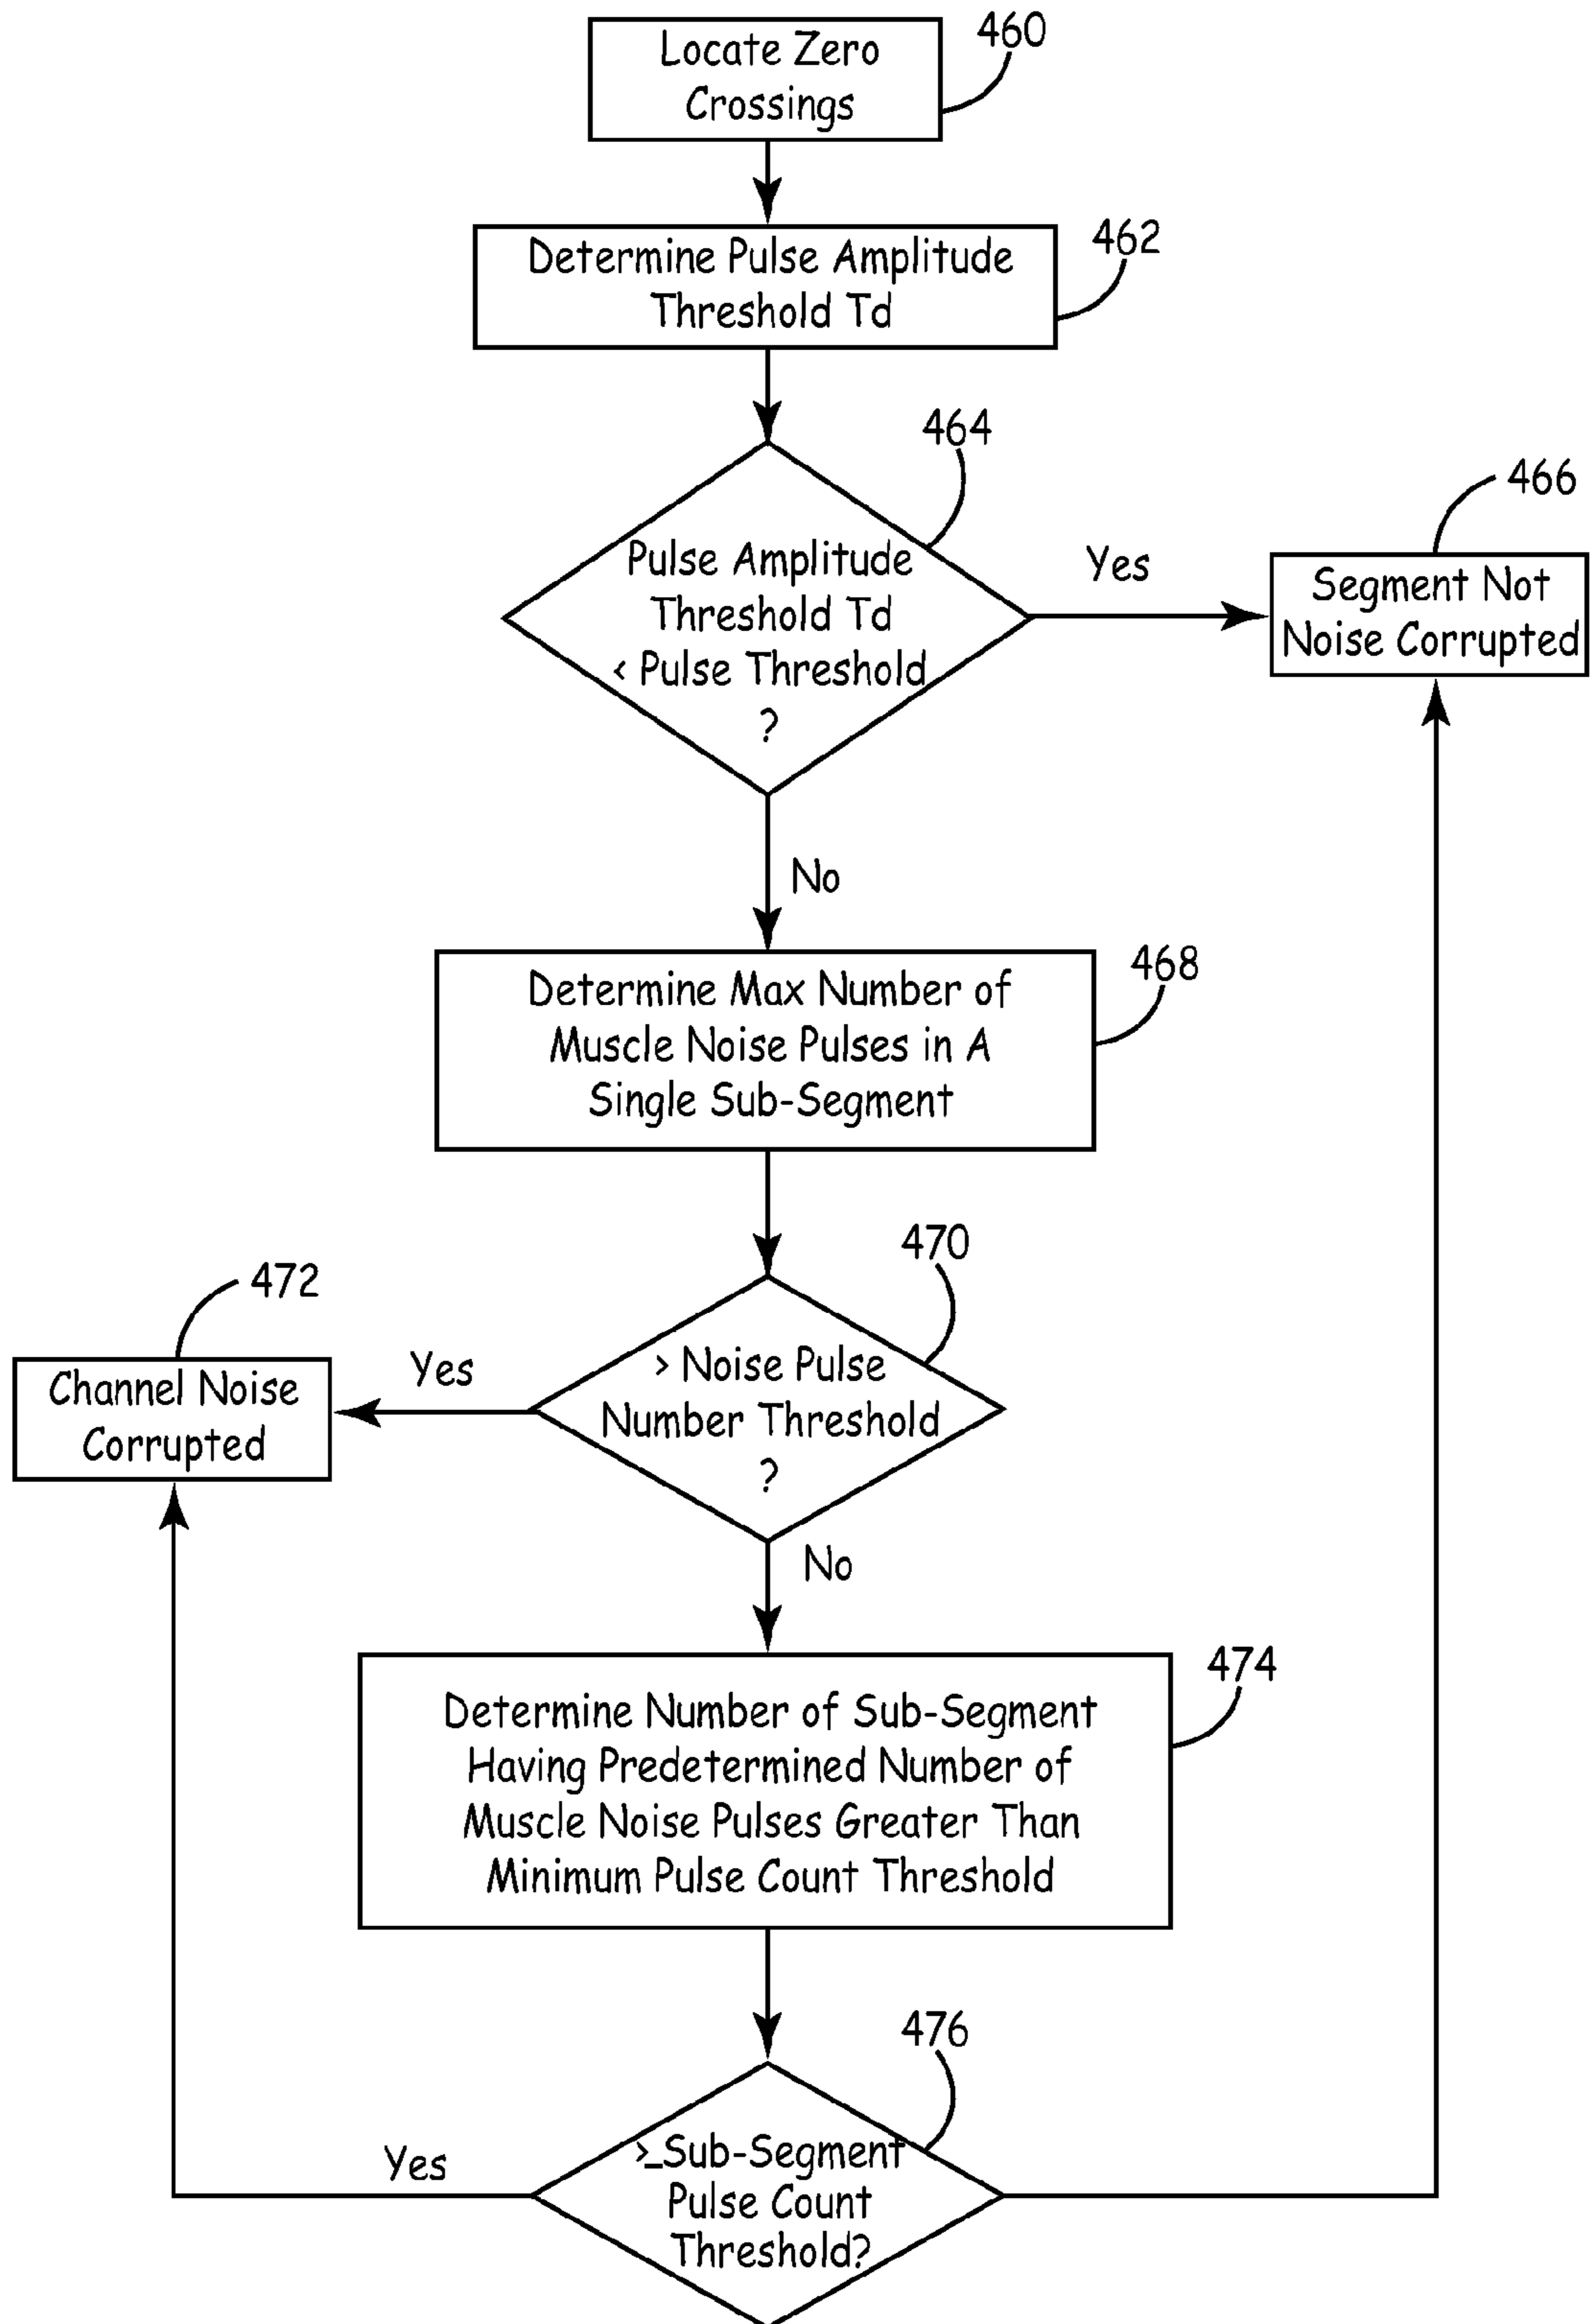 Locate Zero
Crossings
460
Determine Pulse Amplitude
Threshold Td
462
464
Pulse Amplitude
Threshold Td
< Pulse Threshold
?
Yes
466
Segment Not
Noise Corrupted
No
Determine Max Number of
Muscle Noise Pulses in A
Single Sub-Segment
468
470
> Noise Pulse
Number Threshold
?
Yes
472
Channel Noise
Corrupted
No
474
Determine Number of Sub-Segment
Having Predetermined Number of
Muscle Noise Pulses Greater Than
Minimum Pulse Count Threshold
476
≥ Sub-Segment
Pulse Count
Threshold?
Yes